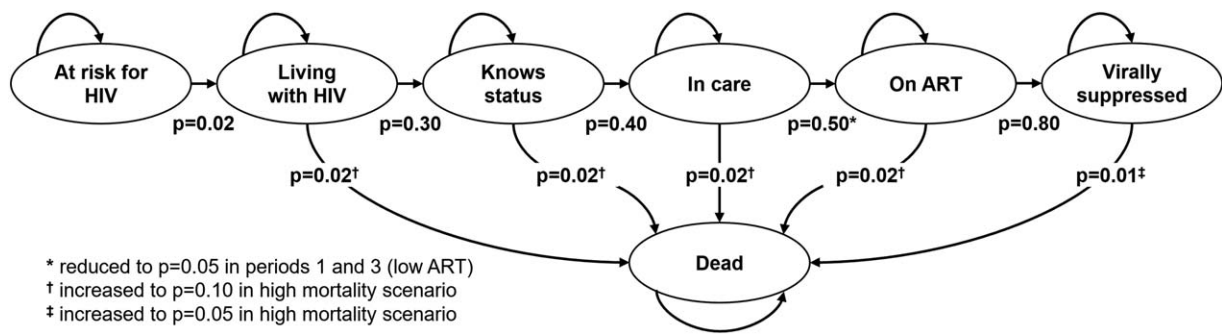 At risk for
HIV
Living
with HIV
Knows
status
In care
On ART
Virally
suppressed
p=0.02
p=0.30
p=0.40
p=0.50*
p=0.80
p=0.02†
p=0.02†
p=0.02†
p=0.02†
p=0.01‡
Dead
* reduced to p=0.05 in periods 1 and 3 (low ART)
† increased to p=0.10 in high mortality scenario
‡ increased to p=0.05 in high mortality scenario